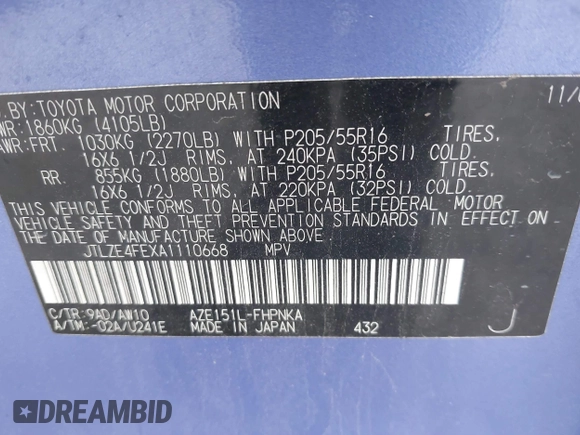 . BY: TOYOTA MOTOR CORPORATION 11/0
WR: 1860KG (4105LB)
AWR: FRT. 1030KG (2270LB) WITH P205/55R16 TIRES,
16X6 1/2J RIMS, AT 240KPA (35PSI) COLD.
RR. 855KG (1880LB) WITH P205/55R16 TIRES,
16X6 1/2J RIMS, AT 220KPA (32PSI) COLD.
THIS VEHICLE CONFORMS TO ALL APPLICABLE FEDERAL MOTOR
VEHICLE SAFETY AND THEFT PREVENTION STANDARDS IN EFFECT ON
THE DATE OF MANUFACTURE SHOWN ABOVE.
JTLZE4FEXA1110668 MPV
C/TR: 9AD/AW10 AZE151L-FHPNKA
A/TM: -02A/U241E MADE IN JAPAN 432 J
DREAMBID